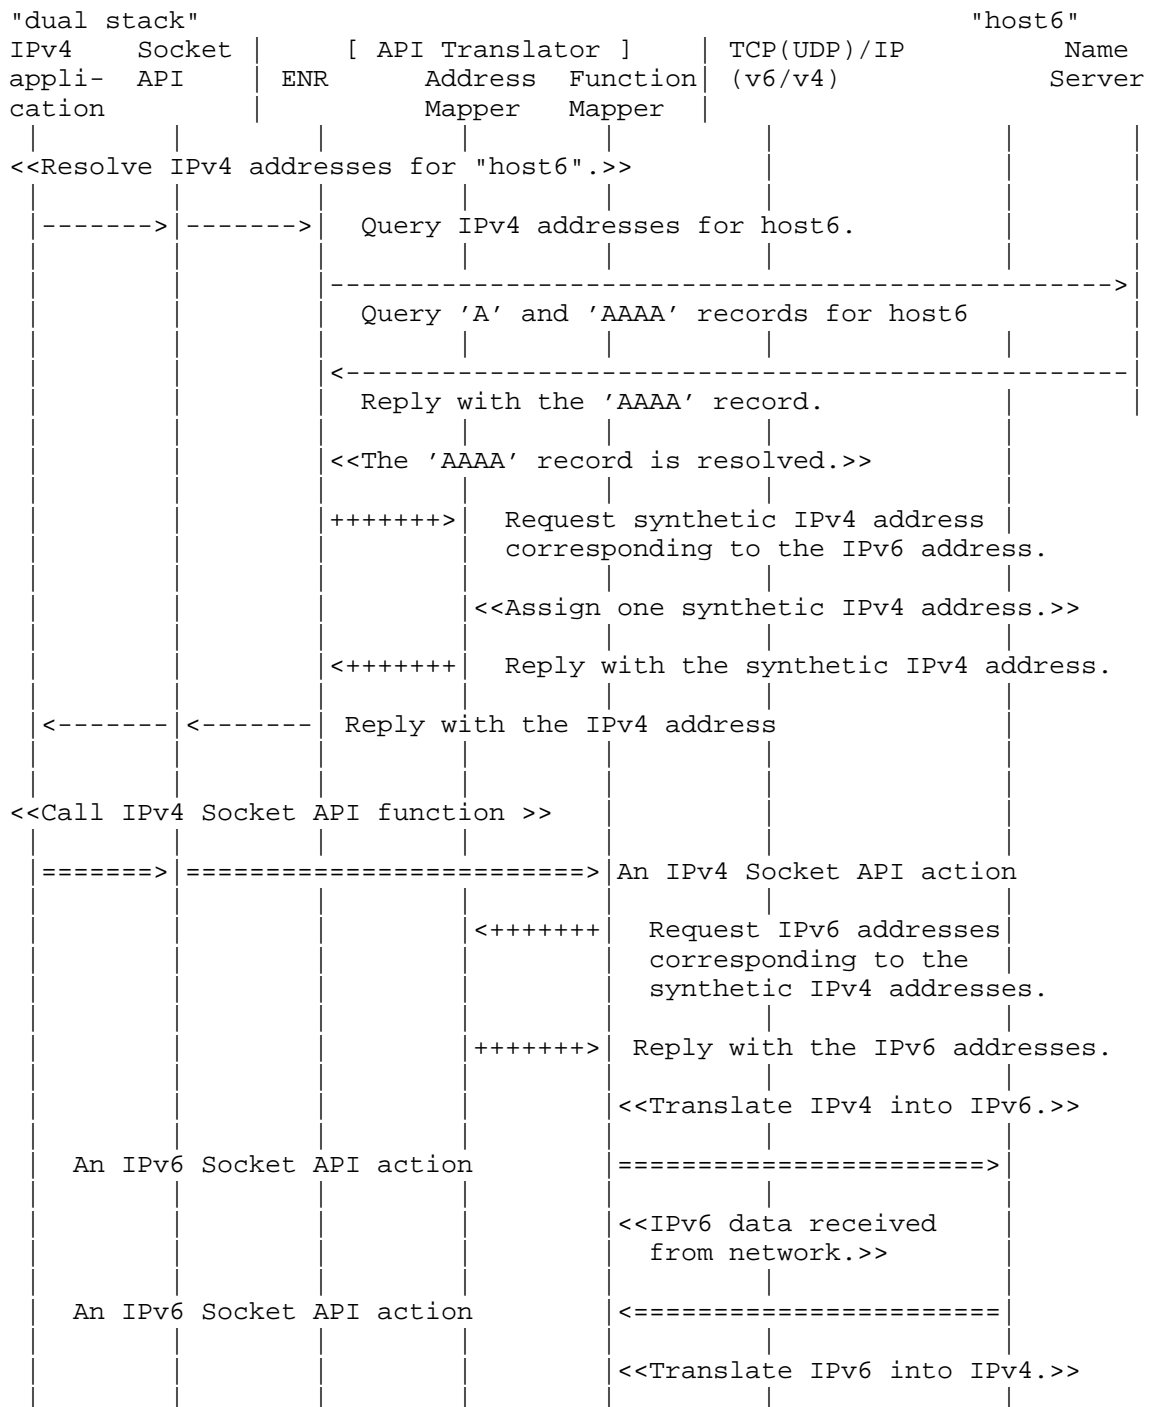 "dual stack" "host6"
IPv4 Socket | [ API Translator ] | TCP(UDP)/IP Name
appli- API | ENR Address Function| (v6/v4) Server
cation | Mapper Mapper |
<<Resolve IPv4 addresses for "host6".>>
|------->|------->| Query IPv4 addresses for host6.
|------------------------------------------------->|
Query 'A' and 'AAAA' records for host6
|<-------------------------------------------------|
Reply with the 'AAAA' record.
|<<The 'AAAA' record is resolved.>>
|+++++++>| Request synthetic IPv4 address
corresponding to the IPv6 address.
|<<Assign one synthetic IPv4 address.>>
|<+++++++| Reply with the synthetic IPv4 address.
|<-------|<-------| Reply with the IPv4 address
<<Call IPv4 Socket API function >>
|=======>|=========================>|An IPv4 Socket API action
|<+++++++| Request IPv6 addresses
corresponding to the
synthetic IPv4 addresses.
|+++++++>| Reply with the IPv6 addresses.
|<<Translate IPv4 into IPv6.>>
An IPv6 Socket API action |=======================>|
|<<IPv6 data received
from network.>>
An IPv6 Socket API action |<=======================|
|<<Translate IPv6 into IPv4.>>